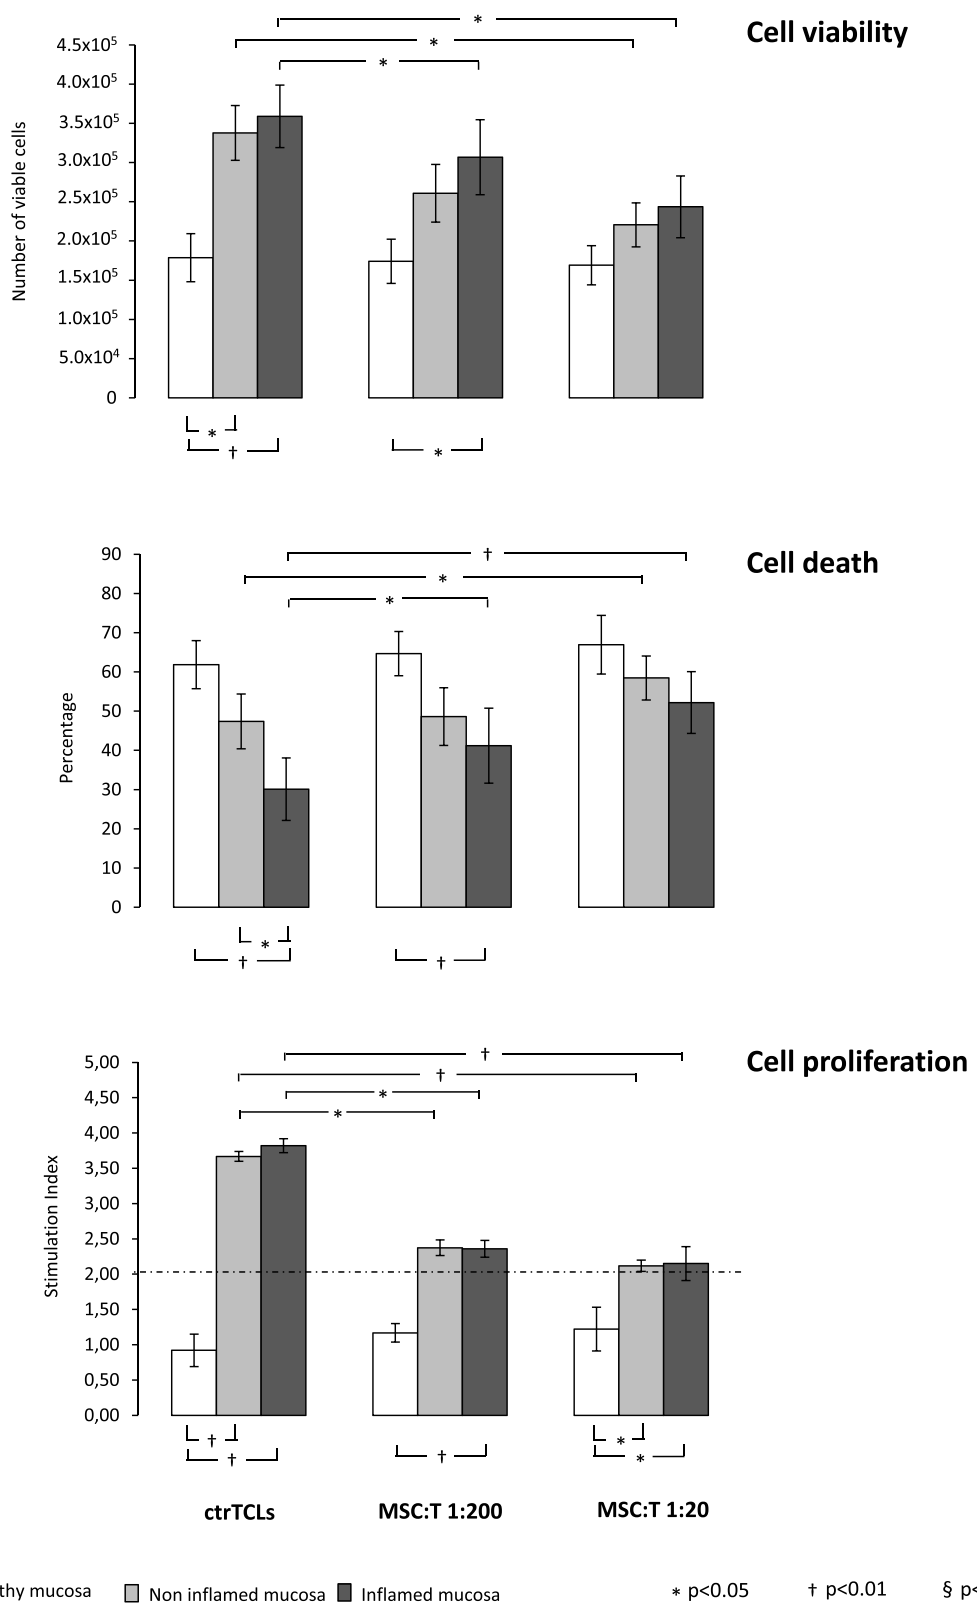 Cell viability
*
*
*
Number of viable cells
4.5x10⁵
4.0x10⁵
3.5x10⁵
3.0x10⁵
2.5x10⁵
2.0x10⁵
1.5x10⁵
1.0x10⁵
5.0x10⁴
0
*
†
*
Cell death
†
*
*
Percentage
90
80
70
60
50
40
30
20
10
0
*
†
†
Cell proliferation
†
†
*
*
Stimulation Index
5,00
4,50
4,00
3,50
3,00
2,50
2,00
1,50
1,00
0,50
0,00
†
†
†
*
*
ctrTCLs MSC:T 1:200 MSC:T 1:20
mucosa Non inflamed mucosa Inflamed mucosa * p<0.05 † p<0.01 § p<